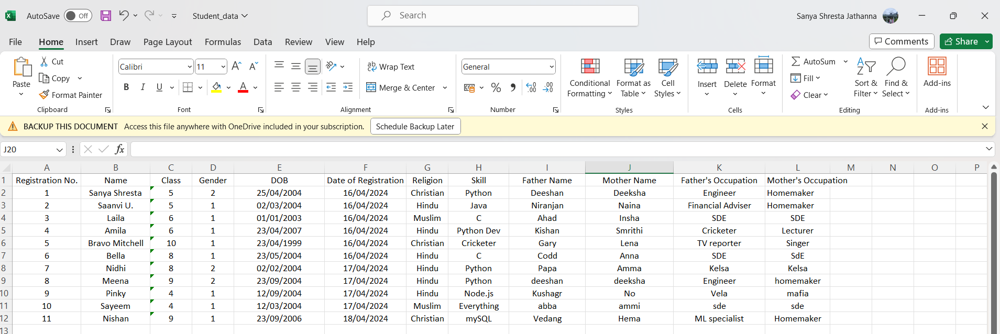 AutoSave Off Student_data Search Sanya Shresta Jathanna
File Home Insert Draw Page Layout Formulas Data Review View Help Comments Share
Paste Cut Copy Format Painter Clipboard
Calibri 11 B I U A Font
Wrap Text Merge & Center Alignment
General % Number
Conditional Formatting Format as Table Cell Styles Styles
Insert Delete Format Cells
AutoSum Fill Clear Sort & Filter Find & Select Editing
Add-ins Add-ins
BACKUP THIS DOCUMENT Access this file anywhere with OneDrive included in your subscription. Schedule Backup Later
J20 fx
A B C D E F G H I J K L M N O P
1 Registration No. Name Class Gender DOB Date of Registration Religion Skill Father Name Mother Name Father's Occupation Mother's Occupation
2 1 Sanya Shresta 5 2 25/04/2004 16/04/2024 Christian Python Deeshan Deeksha Engineer Homemaker
3 2 Saanvi U. 5 1 02/03/2004 16/04/2024 Hindu Java Niranjan Naina Financial Adviser Homemaker
4 3 Laila 6 1 01/01/2003 16/04/2024 Muslim C Ahad Insha SDE SDE
5 4 Amila 6 1 23/04/2007 16/04/2024 Hindu Python Dev Kishan Smrithi Cricketer Lecturer
6 5 Bravo Mitchell 10 1 23/04/1999 16/04/2024 Christian Cricketer Gary Lena TV reporter Singer
7 6 Bella 8 1 23/05/2004 16/04/2024 Hindu C Codd Anna SDE SdE
8 7 Nidhi 8 2 02/02/2004 17/04/2024 Hindu Python Papa Amma Kelsa Kelsa
9 8 Meena 9 2 23/09/2004 17/04/2024 Hindu Python deeshan deeksha Engineer homemaker
10 9 Pinky 4 1 12/09/2004 17/04/2024 Hindu Node.js Kushagr No Vela mafia
11 10 Sayeem 4 1 12/03/2004 17/04/2024 Muslim Everything abba ammi sde sde
12 11 Nishan 9 1 23/09/2006 18/04/2024 Christian mySQL Vedang Hema ML specialist Homemaker
13